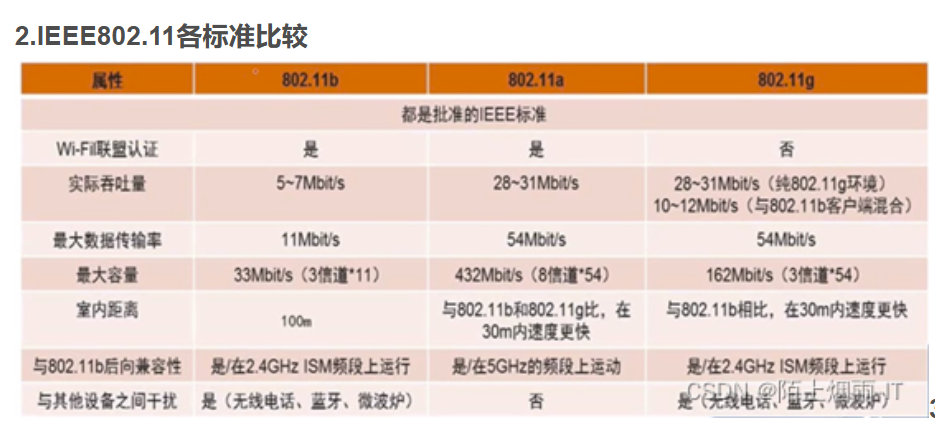 2.IEEE802.11各标准比较
属性 802.11b 802.11a 802.11g
都是批准的IEEE标准
Wi-Fil联盟认证 是 是 否
实际吞吐量 5~7Mbit/s 28~31Mbit/s 28~31Mbit/s（纯802.11g环境）
10~12Mbit/s（与802.11b客户端混合）
最大数据传输率 11Mbit/s 54Mbit/s 54Mbit/s
最大容量 33Mbit/s（3信道*11） 432Mbit/s（8信道*54） 162Mbit/s（3信道*54）
室内距离 100m 与802.11b和802.11g比，在 与802.11b相比，在30m内速度更快
30m内速度更快
与802.11b后向兼容性 是/在2.4GHz ISM频段上运行 是/在5GHz的频段上运动 是/在2.4GHz ISM频段上运行
与其他设备之间干扰 是（无线电话、蓝牙、微波炉） 否 是（无线电话、蓝牙、微波炉）
CSDN @陌上烟雨-IT